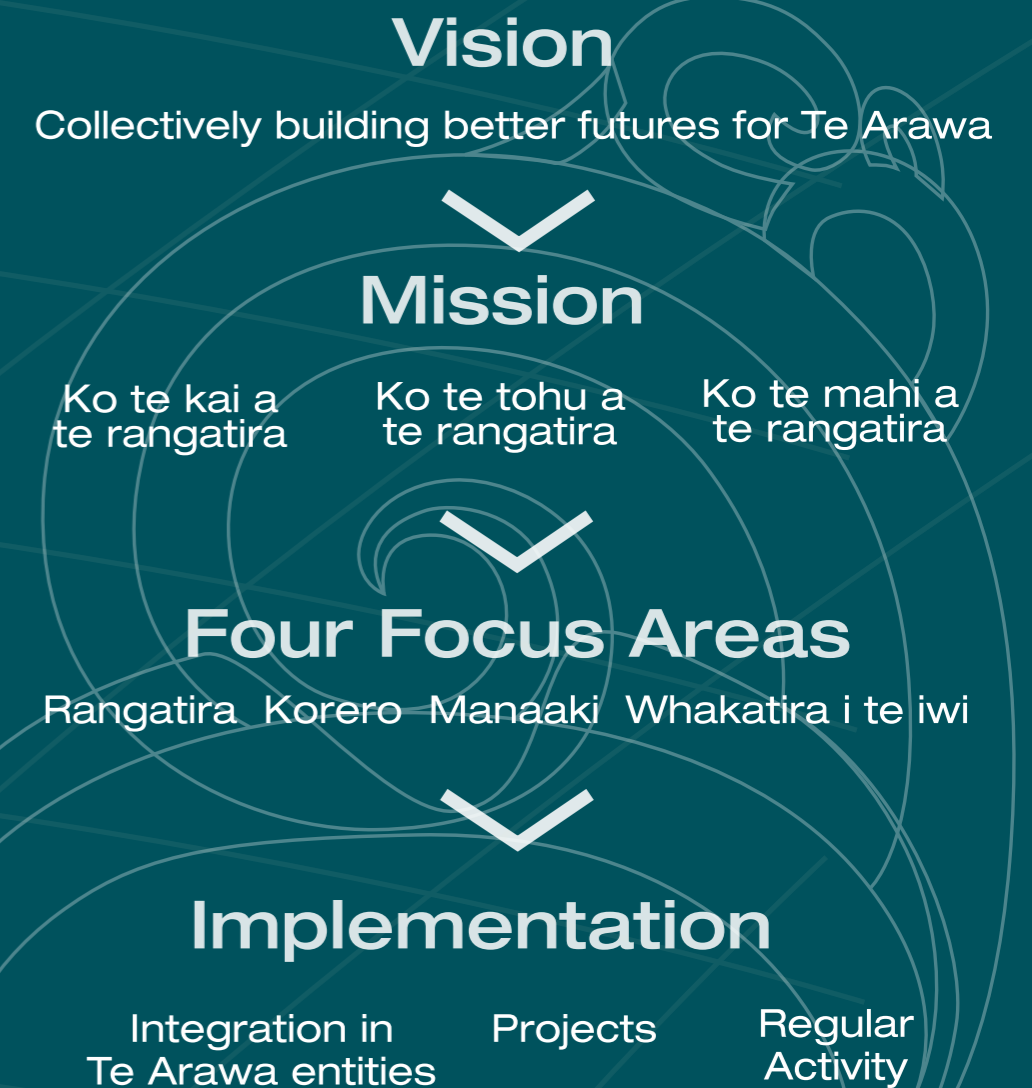 Vision
Collectively building better futures for Te Arawa
Mission
Ko te kai a
te rangatira
Ko te tohu a
te rangatira
Ko te mahi a
te rangatira
Four Focus Areas
Rangatira Korero Manaaki Whakatira i te iwi
Implementation
Integration in
Te Arawa entities
Projects
Regular
Activity